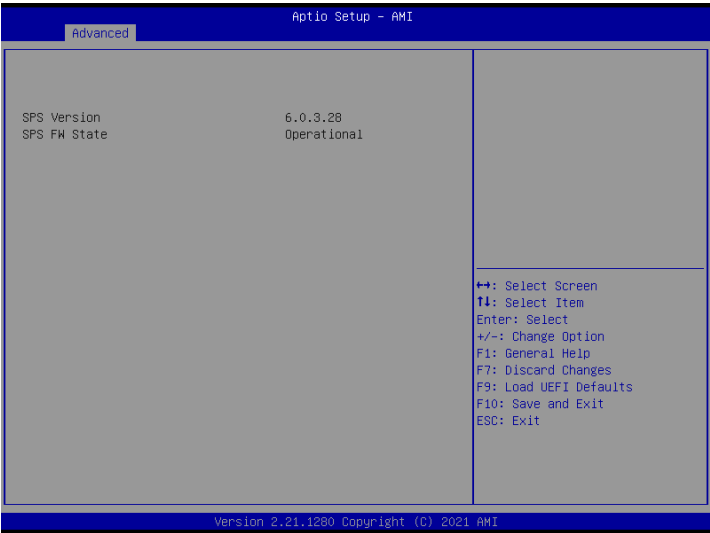 Aptio Setup - AMI
Advanced
SPS Version 6.0.3.28
SPS FW State Operational
↔: Select Screen
↑↓: Select Item
Enter: Select
+/-: Change Option
F1: General Help
F7: Discard Changes
F9: Load UEFI Defaults
F10: Save and Exit
ESC: Exit
Version 2.21.1280 Copyright (C) 2021 AMI